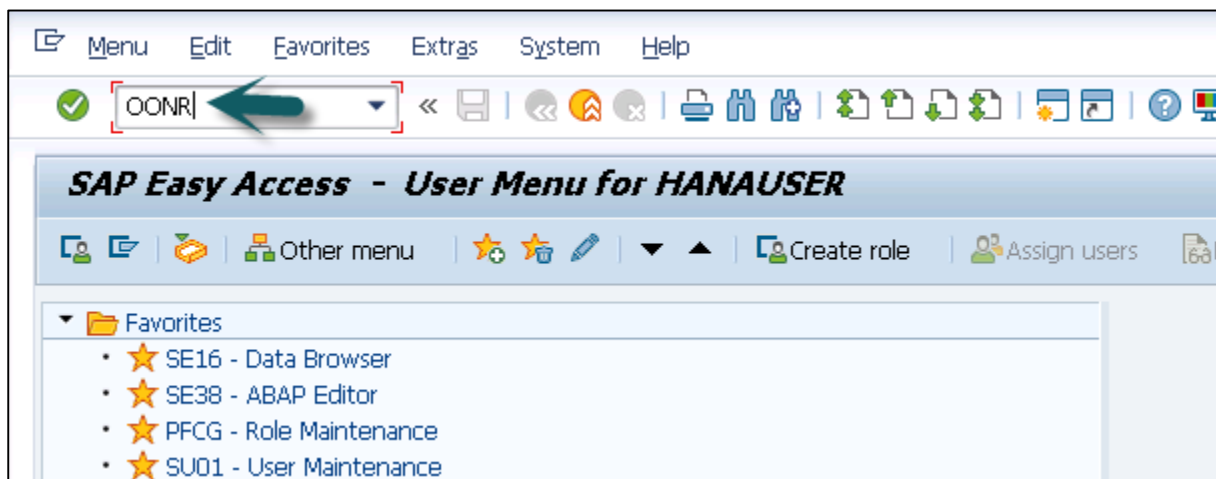 Menu Edit Favorites Extras System Help
OONR
SAP Easy Access - User Menu for HANAUSER
Other menu Create role Assign users
Favorites
SE16 - Data Browser
SE38 - ABAP Editor
PFCG - Role Maintenance
SU01 - User Maintenance